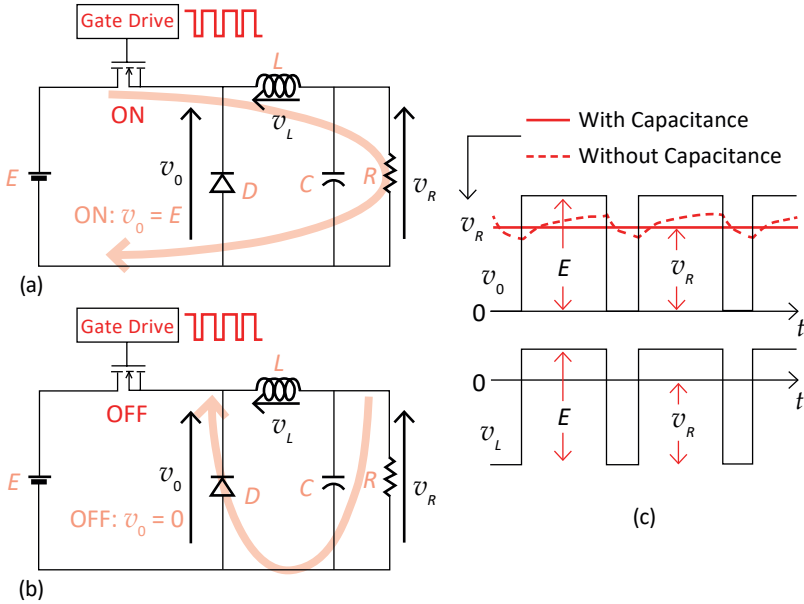 Gate Drive
L
ON
v_L
E
v_0
D
C
R
v_R
ON: v_0 = E
(a)
Gate Drive
L
OFF
v_L
E
v_0
D
C
R
v_R
OFF: v_0 = 0
(b)
With Capacitance
Without Capacitance
v_R
E
v_R
v_0
0
t
0
t
E
v_R
v_L
(c)